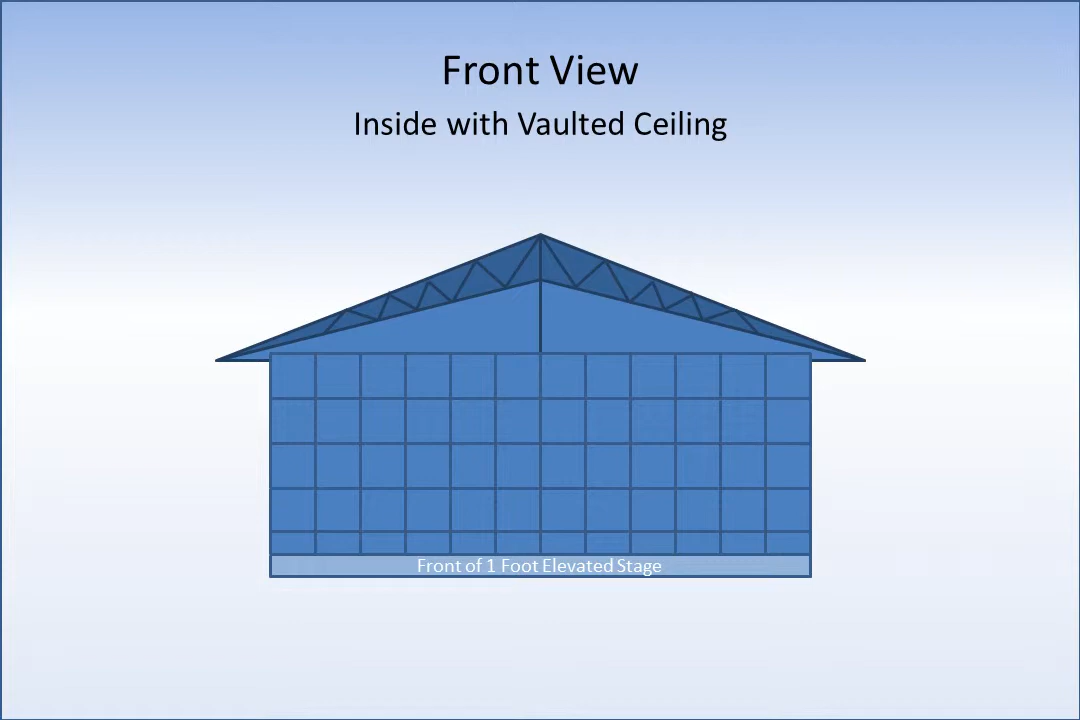 Front View
Inside with Vaulted Ceiling
Front of 1 Foot Elevated Stage